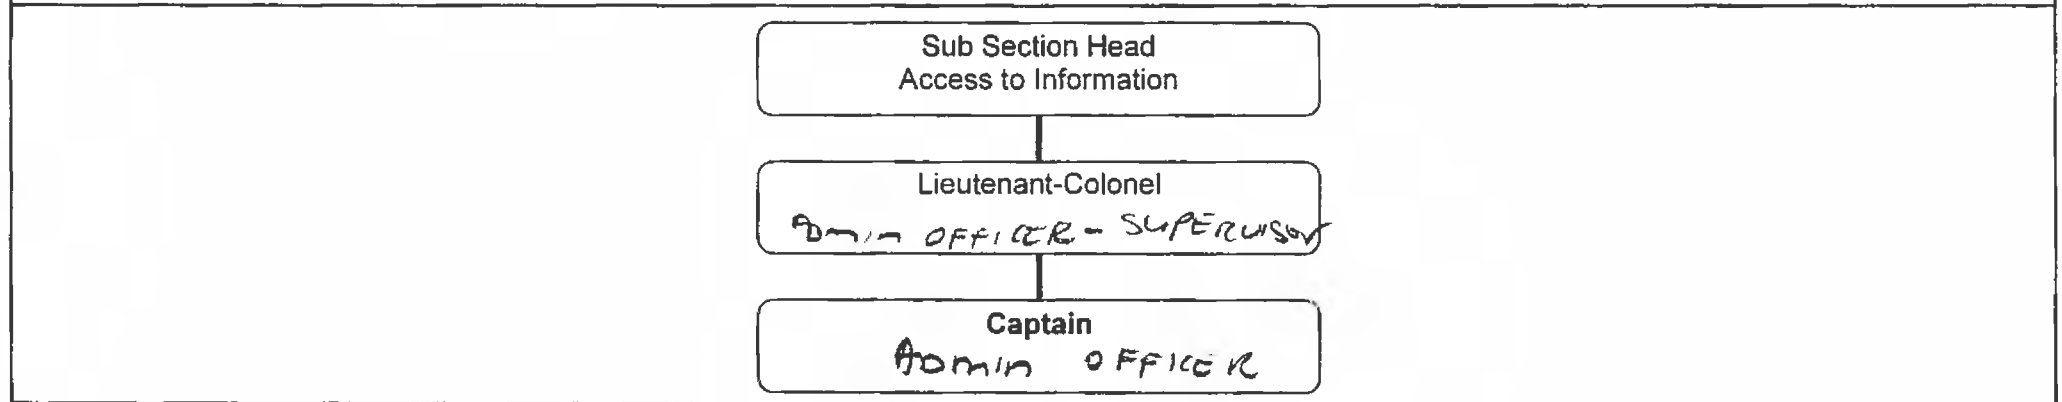 Sub Section Head
Access to Information
Lieutenant-Colonel
Admin OFFICER - SUPERVISOR
Captain
Admin OFFICER